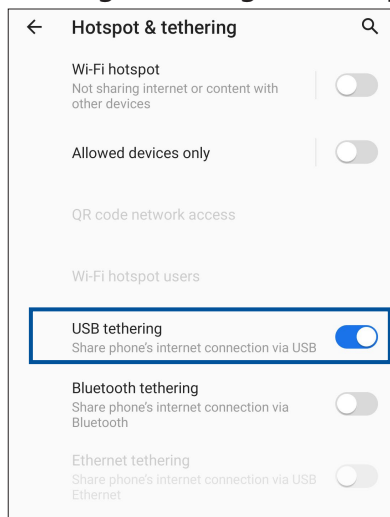 Hotspot & tethering
Wi-Fi hotspot
Not sharing internet or content with
other devices
Allowed devices only
QR code network access
Wi-Fi hotspot users
USB tethering
Share phone's internet connection via USB
Bluetooth tethering
Share phone's internet connection via
Bluetooth
Ethernet tethering
Share phone's internet connection via USB
Ethernet